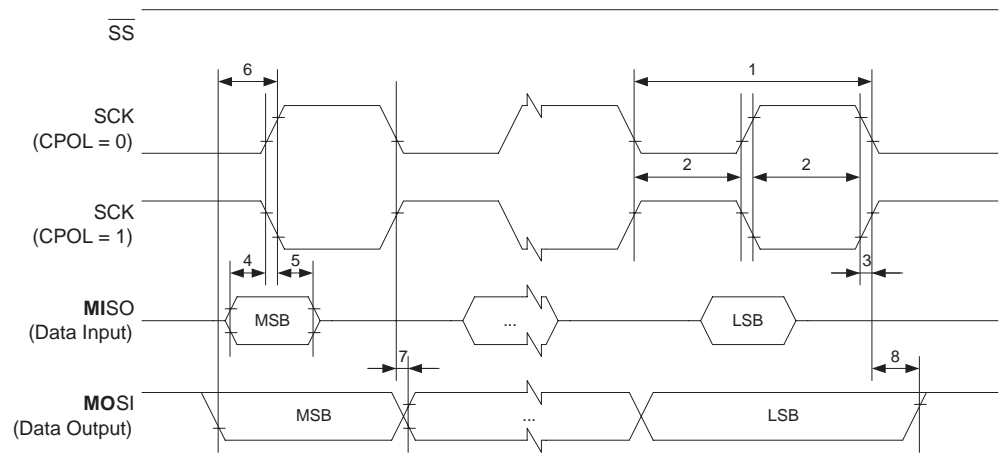 SS
6
1
SCK
(CPOL = 0)
2
2
SCK
(CPOL = 1)
4
5
3
MISO
(Data Input)
MSB
...
LSB
7
8
MOSI
(Data Output)
MSB
...
LSB